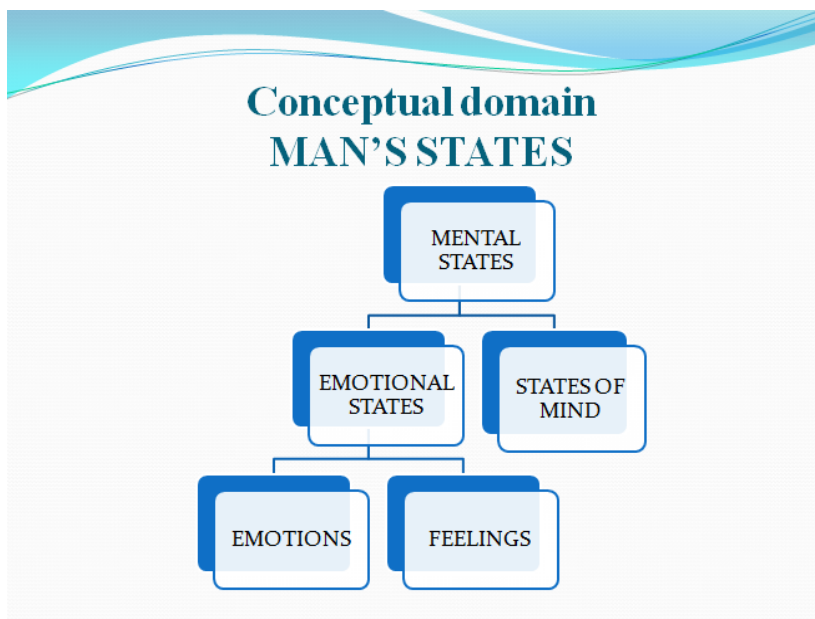 Conceptual domain
MAN’S STATES
MENTAL
STATES
EMOTIONAL
STATES
STATES OF
MIND
EMOTIONS
FEELINGS